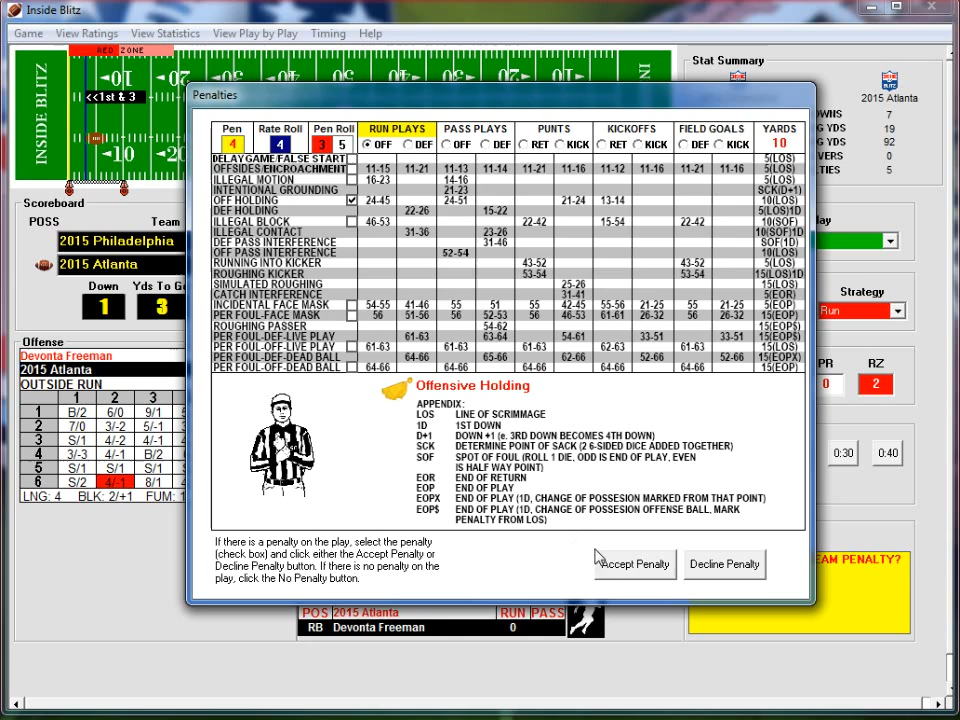 Inside Blitz
Game View Ratings View Statistics View Play by Play Timing Help
RED ZONE
INSIDE BLITZ
<<1st & 3
Stat Summary
2015 Atlanta
7
19
92
0
5
Scoreboard
POSS Team
2015 Philadelphia
2015 Atlanta
Down
1 3
Offense
Devonta Freeman
2015 Atlanta
OUTSIDE RUN
1 2 3
1 B/2 6/0 9/1
2 7/0 3/-2 4/-1
3 S/1 4/-2 4/-1
4 3/-3 4/-1 B/2
5 S/1 S/1 S/1
6 S/2 4/-1 8/1
LNG: 4 BLK: 2/+1 FUM: 1
Penalties
Pen Rate Roll Pen Roll RUN PLAYS PASS PLAYS PUNTS KICKOFFS FIELD GOALS YARDS
4 4 3 5 OFF DEF OFF DEF RET KICK RET KICK DEF KICK 10
DELAYGAME/FALSE START 5(LOS)
OFFSIDES/ENCROACHMENT 11-15 11-21 11-13 11-14 11-21 11-16 11-12 11-16 11-21 11-16 5(LOS)
ILLEGAL MOTION 16-23 14-16 5(LOS)
INTENTIONAL GROUNDING 21-23 SCK(D+1)
OFF HOLDING 24-45 24-51 21-24 13-14 10(LOS)
DEF HOLDING 22-26 15-22 5(LOS)1D
ILLEGAL BLOCK 46-53 22-42 15-54 22-42 10(SOF)
ILLEGAL CONTACT 31-36 23-26 10(SOF)1D
DEF PASS INTERFERENCE 31-46 SOF(1D)
OFF PASS INTERFERENCE 52-54 10(LOS)
RUNNING INTO KICKER 43-52 43-52 5(LOS)
ROUGHING KICKER 53-54 53-54 15(LOS)1D
SIMULATED ROUGHING 25-26 15(LOS)
CATCH INTERFERENCE 31-41 5(EOR)
INCIDENTAL FACE MASK 54-55 41-46 55 51 55 42-45 55-56 21-25 55 21-25 5(EOP)
PER FOUL-FACE MASK 56 51-56 56 52-53 56 46-53 61-61 26-32 56 26-32 15(EOP)
ROUGHING PASSER 54-62 15(EOP$)
PER FOUL-DEF-LIVE PLAY 61-63 63-64 54-61 33-51 33-51 15(EOP$)
PER FOUL-OFF-LIVE PLAY 61-63 61-63 61-63 62-63 61-63 15(LOS)
PER FOUL-DEF-DEAD BALL 64-66 65-66 62-66 52-66 52-66 15(EOPX)
PER FOUL-OFF-DEAD BALL 64-66 64-66 64-66 64-66 64-66 15(EOP)
Offensive Holding
APPENDIX:
LOS LINE OF SCRIMMAGE
1D 1ST DOWN
D+1 DOWN +1 (e. 3RD DOWN BECOMES 4TH DOWN)
SCK DETERMINE POINT OF SACK (2 6-SIDED DICE ADDED TOGETHER)
SOF SPOT OF FOUL (ROLL 1 DIE, ODD IS END OF PLAY, EVEN
IS HALF WAY POINT)
EOR END OF RETURN
EOP END OF PLAY
EOPX END OF PLAY (1D, CHANGE OF POSSESION MARKED FROM THAT POINT)
EOP$ END OF PLAY (1D, CHANGE OF POSSESION OFFENSE BALL, MARK
PENALTY FROM LOS)
If there is a penalty on the play, select the penalty
(check box) and click either the Accept Penalty or
Decline Penalty button. If there is no penalty on the
play, click the No Penalty button.
Accept Penalty Decline Penalty
Strategy
Run
PR RZ
0 2
0:30 0:40
PENALTY?
POS 2015 Atlanta RUN PASS
RB Devonta Freeman 0